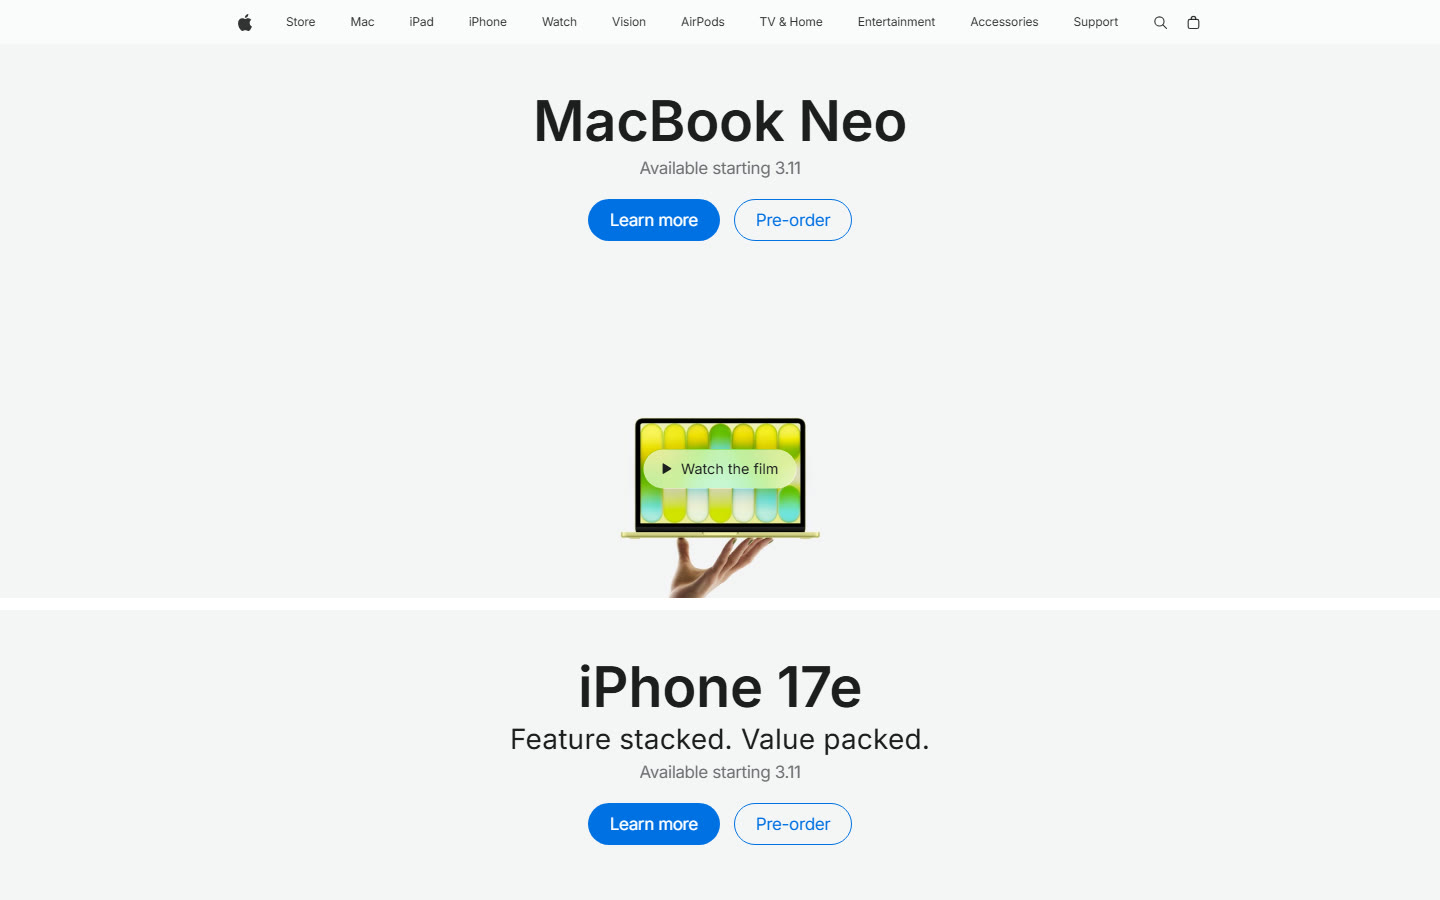 Store Mac iPad iPhone Watch Vision AirPods TV & Home Entertainment Accessories Support
MacBook Neo
Available starting 3.11
Learn more Pre-order
Watch the film
iPhone 17e
Feature stacked. Value packed.
Available starting 3.11
Learn more Pre-order